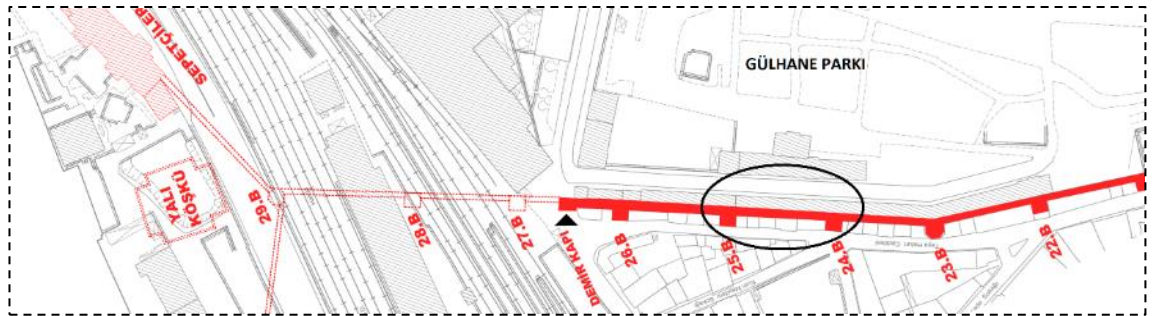 SEPETÇİLER
GÜLHANE PARKI
YALI
KÖŞKÜ
29.B
28.B
27.B
DEMİR KAPI
26.B
25.B
24.B
23.B
22.B